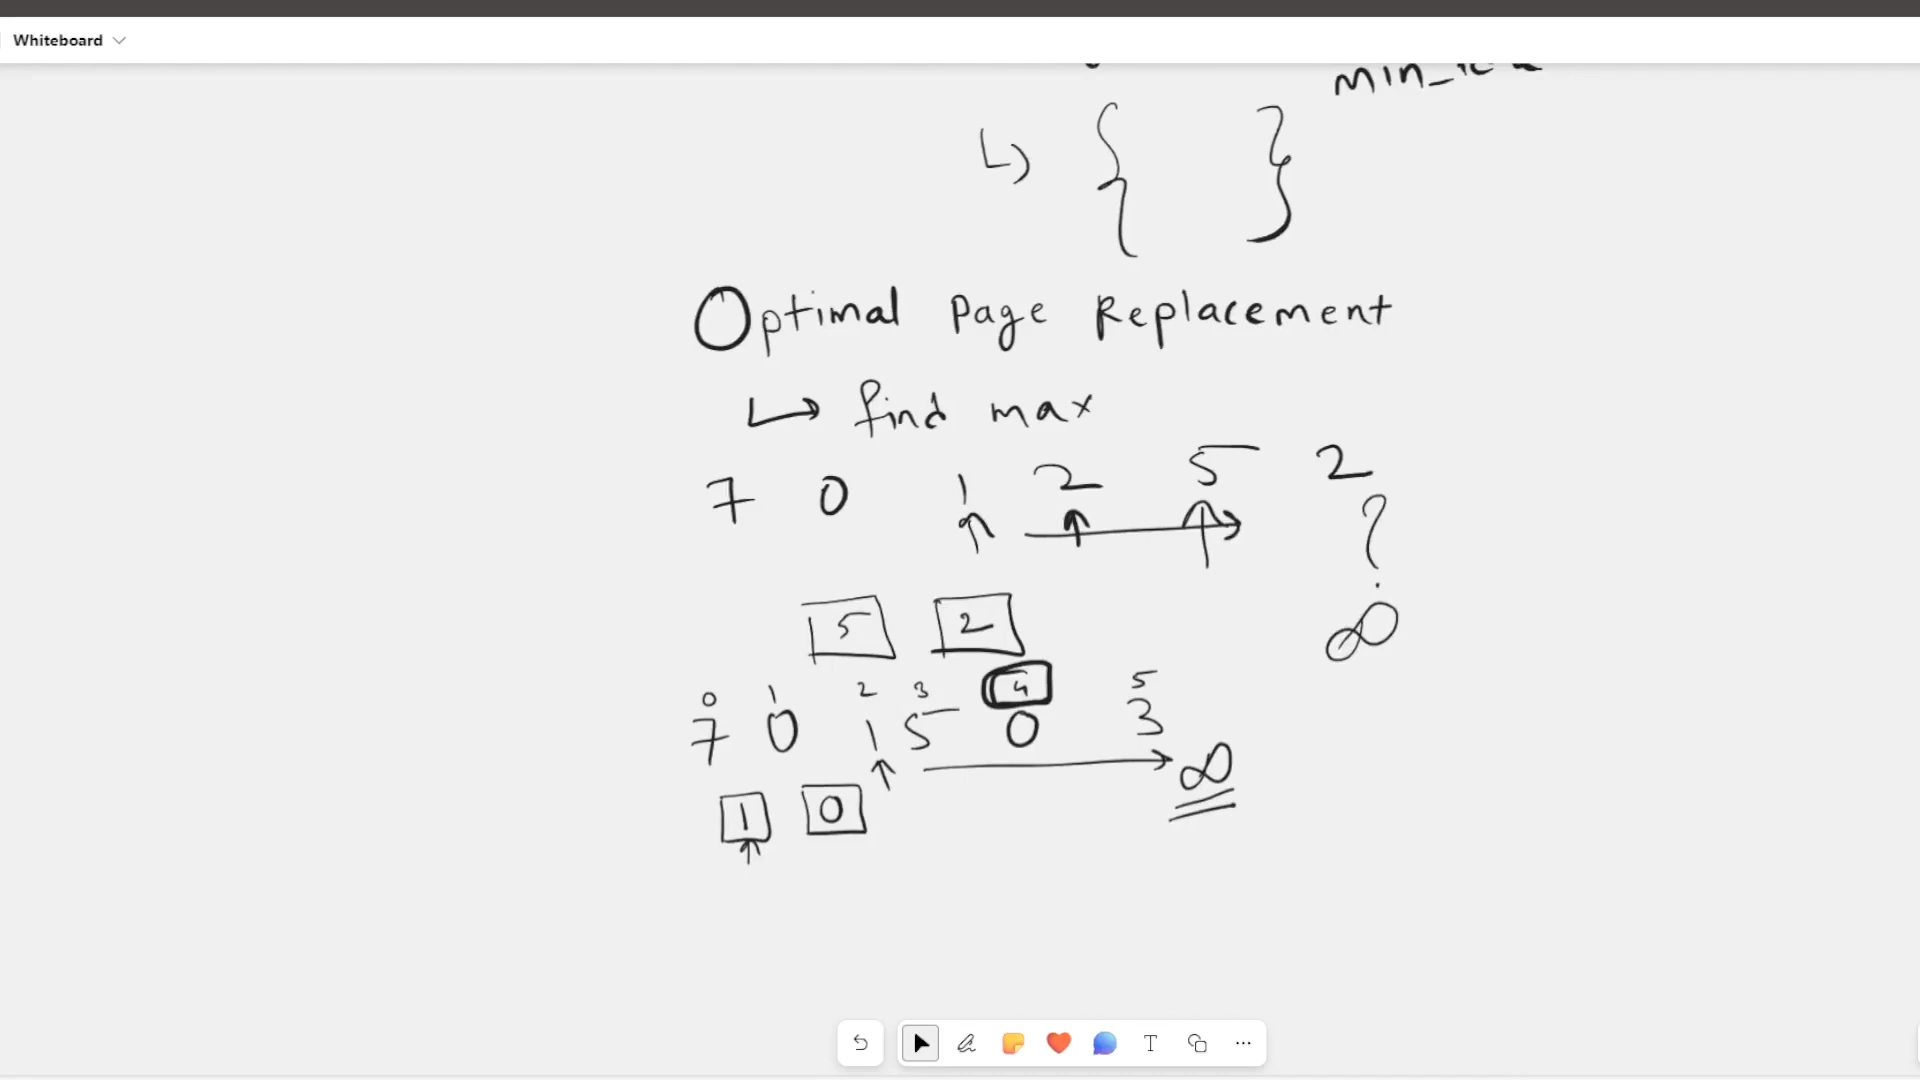 Whiteboard
{ }
Optimal Page Replacement
↳ find max
7 0 1 2 5 2
?
5 2
∞
0 1 2 3 4 5
7 0 1 5 0 3
∞
1 0
T